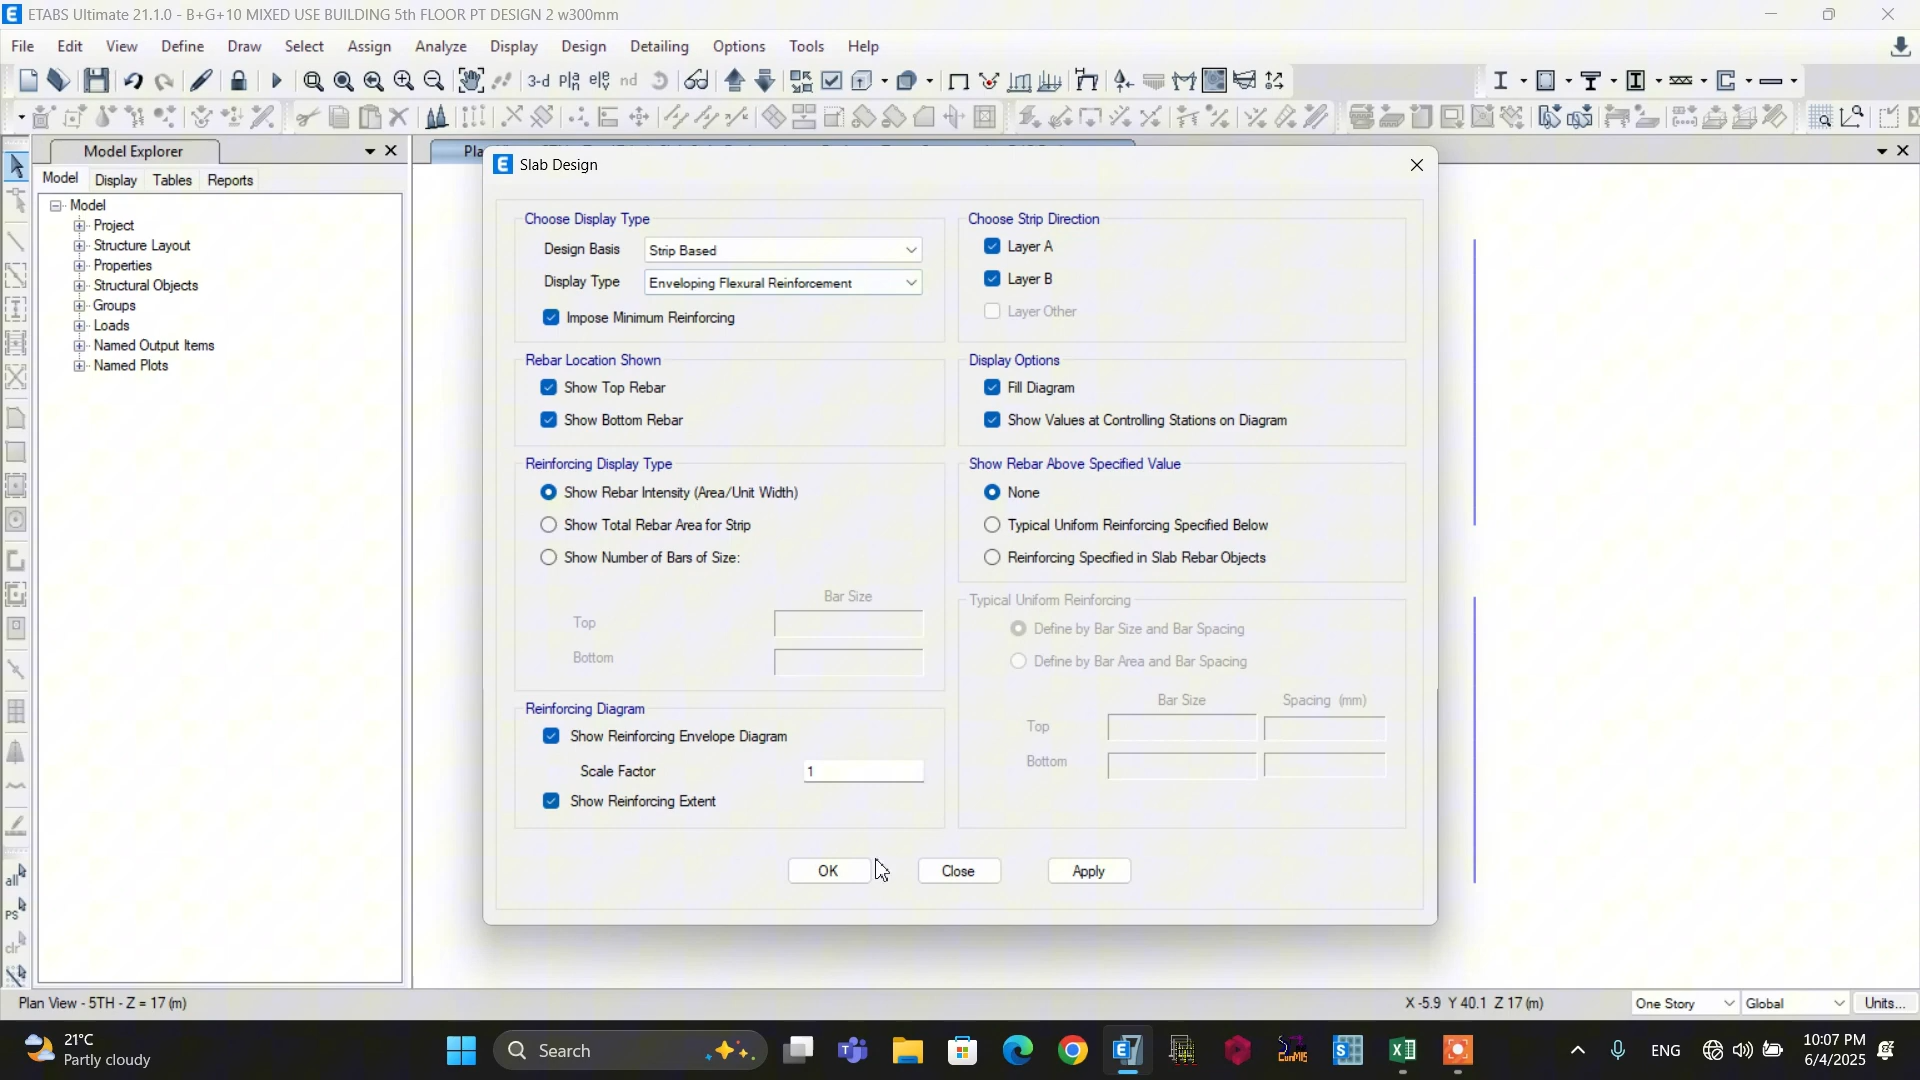 ETABS Ultimate 21.1.0 - B+G+10 MIXED USE BUILDING 5th FLOOR PT DESIGN 2 w300mm
File Edit View Define Draw Select Assign Analyze Display Design Detailing Options Tools Help
3-d nd
Model Explorer
Model Display Tables Reports
Model
Project
Structure Layout
Properties
Structural Objects
Groups
Loads
Named Output Items
Named Plots
Slab Design
Choose Display Type
Design Basis Strip Based
Display Type Enveloping Flexural Reinforcement
Impose Minimum Reinforcing
Choose Strip Direction
Layer A
Layer B
Layer Other
Rebar Location Shown
Show Top Rebar
Show Bottom Rebar
Display Options
Fill Diagram
Show Values at Controlling Stations on Diagram
Reinforcing Display Type
Show Rebar Intensity (Area/Unit Width)
Show Total Rebar Area for Strip
Show Number of Bars of Size:
Bar Size
Top
Bottom
Show Rebar Above Specified Value
None
Typical Uniform Reinforcing Specified Below
Reinforcing Specified in Slab Rebar Objects
Typical Uniform Reinforcing
Define by Bar Size and Bar Spacing
Define by Bar Area and Bar Spacing
Bar Size Spacing (mm)
Top
Bottom
Reinforcing Diagram
Show Reinforcing Envelope Diagram
Scale Factor 1
Show Reinforcing Extent
OK Close Apply
all
PS
clr
Plan View - 5TH - Z = 17 (m) X -5.9 Y 40.1 Z 17 (m) One Story Global Units...
21°C
Partly cloudy
Search
ENG
10:07 PM
6/4/2025